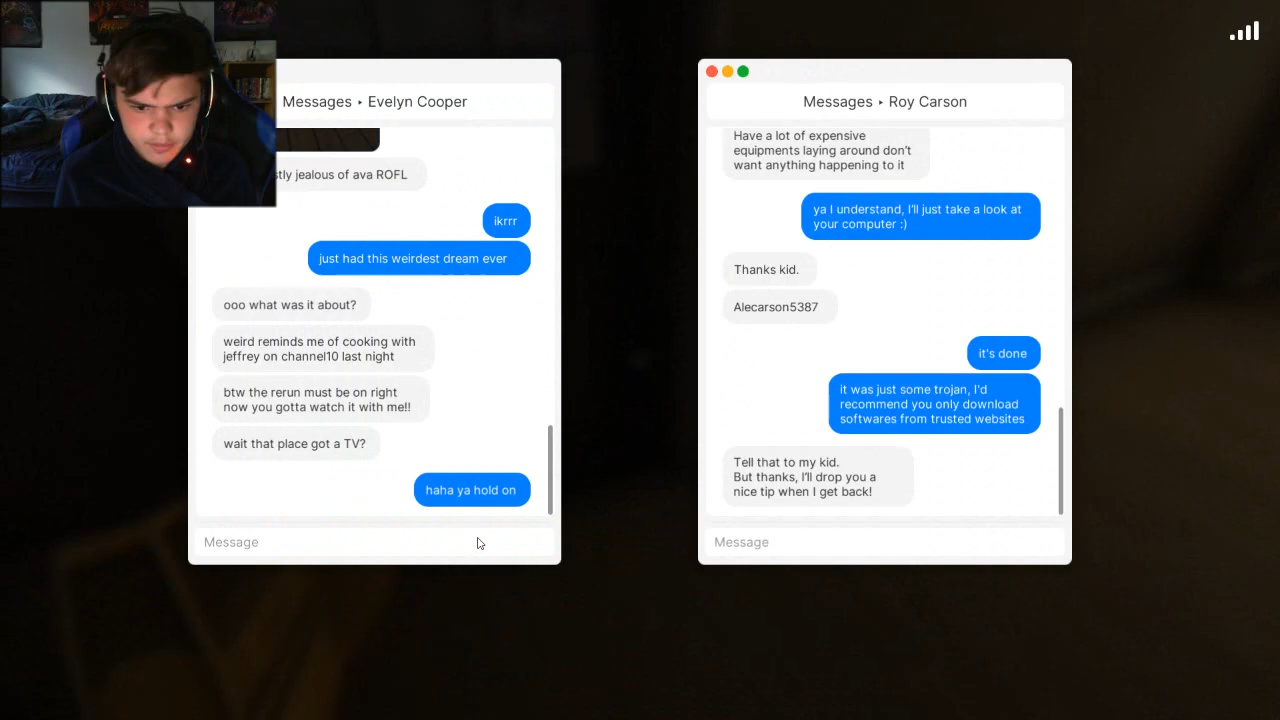 Messages ▸ Evelyn Cooper
jealous of ava ROFL
ikrrr
just had this weirdest dream ever
ooo what was it about?
weird reminds me of cooking with
jeffrey on channel10 last night
btw the rerun must be on right
now you gotta watch it with me!!
wait that place got a TV?
haha ya hold on
Message
Messages ▸ Roy Carson
Have a lot of expensive
equipments laying around don't
want anything happening to it
ya I understand, I'll just take a look at
your computer :)
Thanks kid.
Alecarson5387
it's done
it was just some trojan, I'd
recommend you only download
softwares from trusted websites
Tell that to my kid.
But thanks, I'll drop you a
nice tip when I get back!
Message